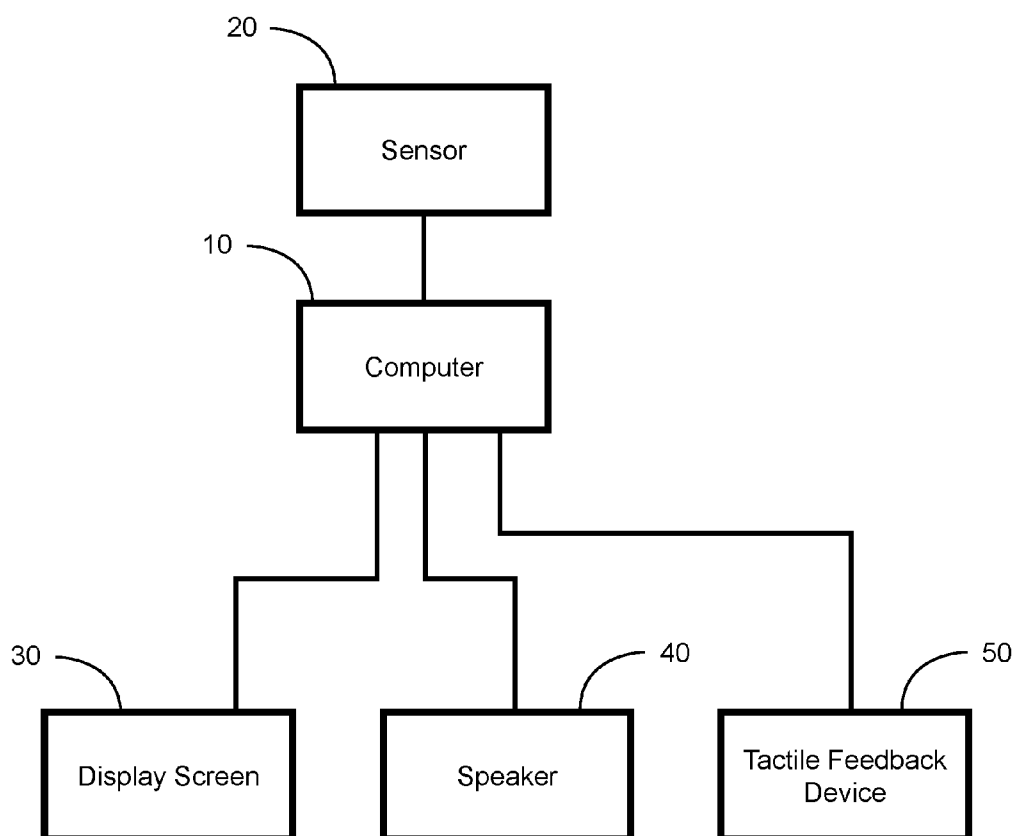 20
Sensor
10
Computer
30
40
50
Display Screen
Speaker
Tactile Feedback
Device